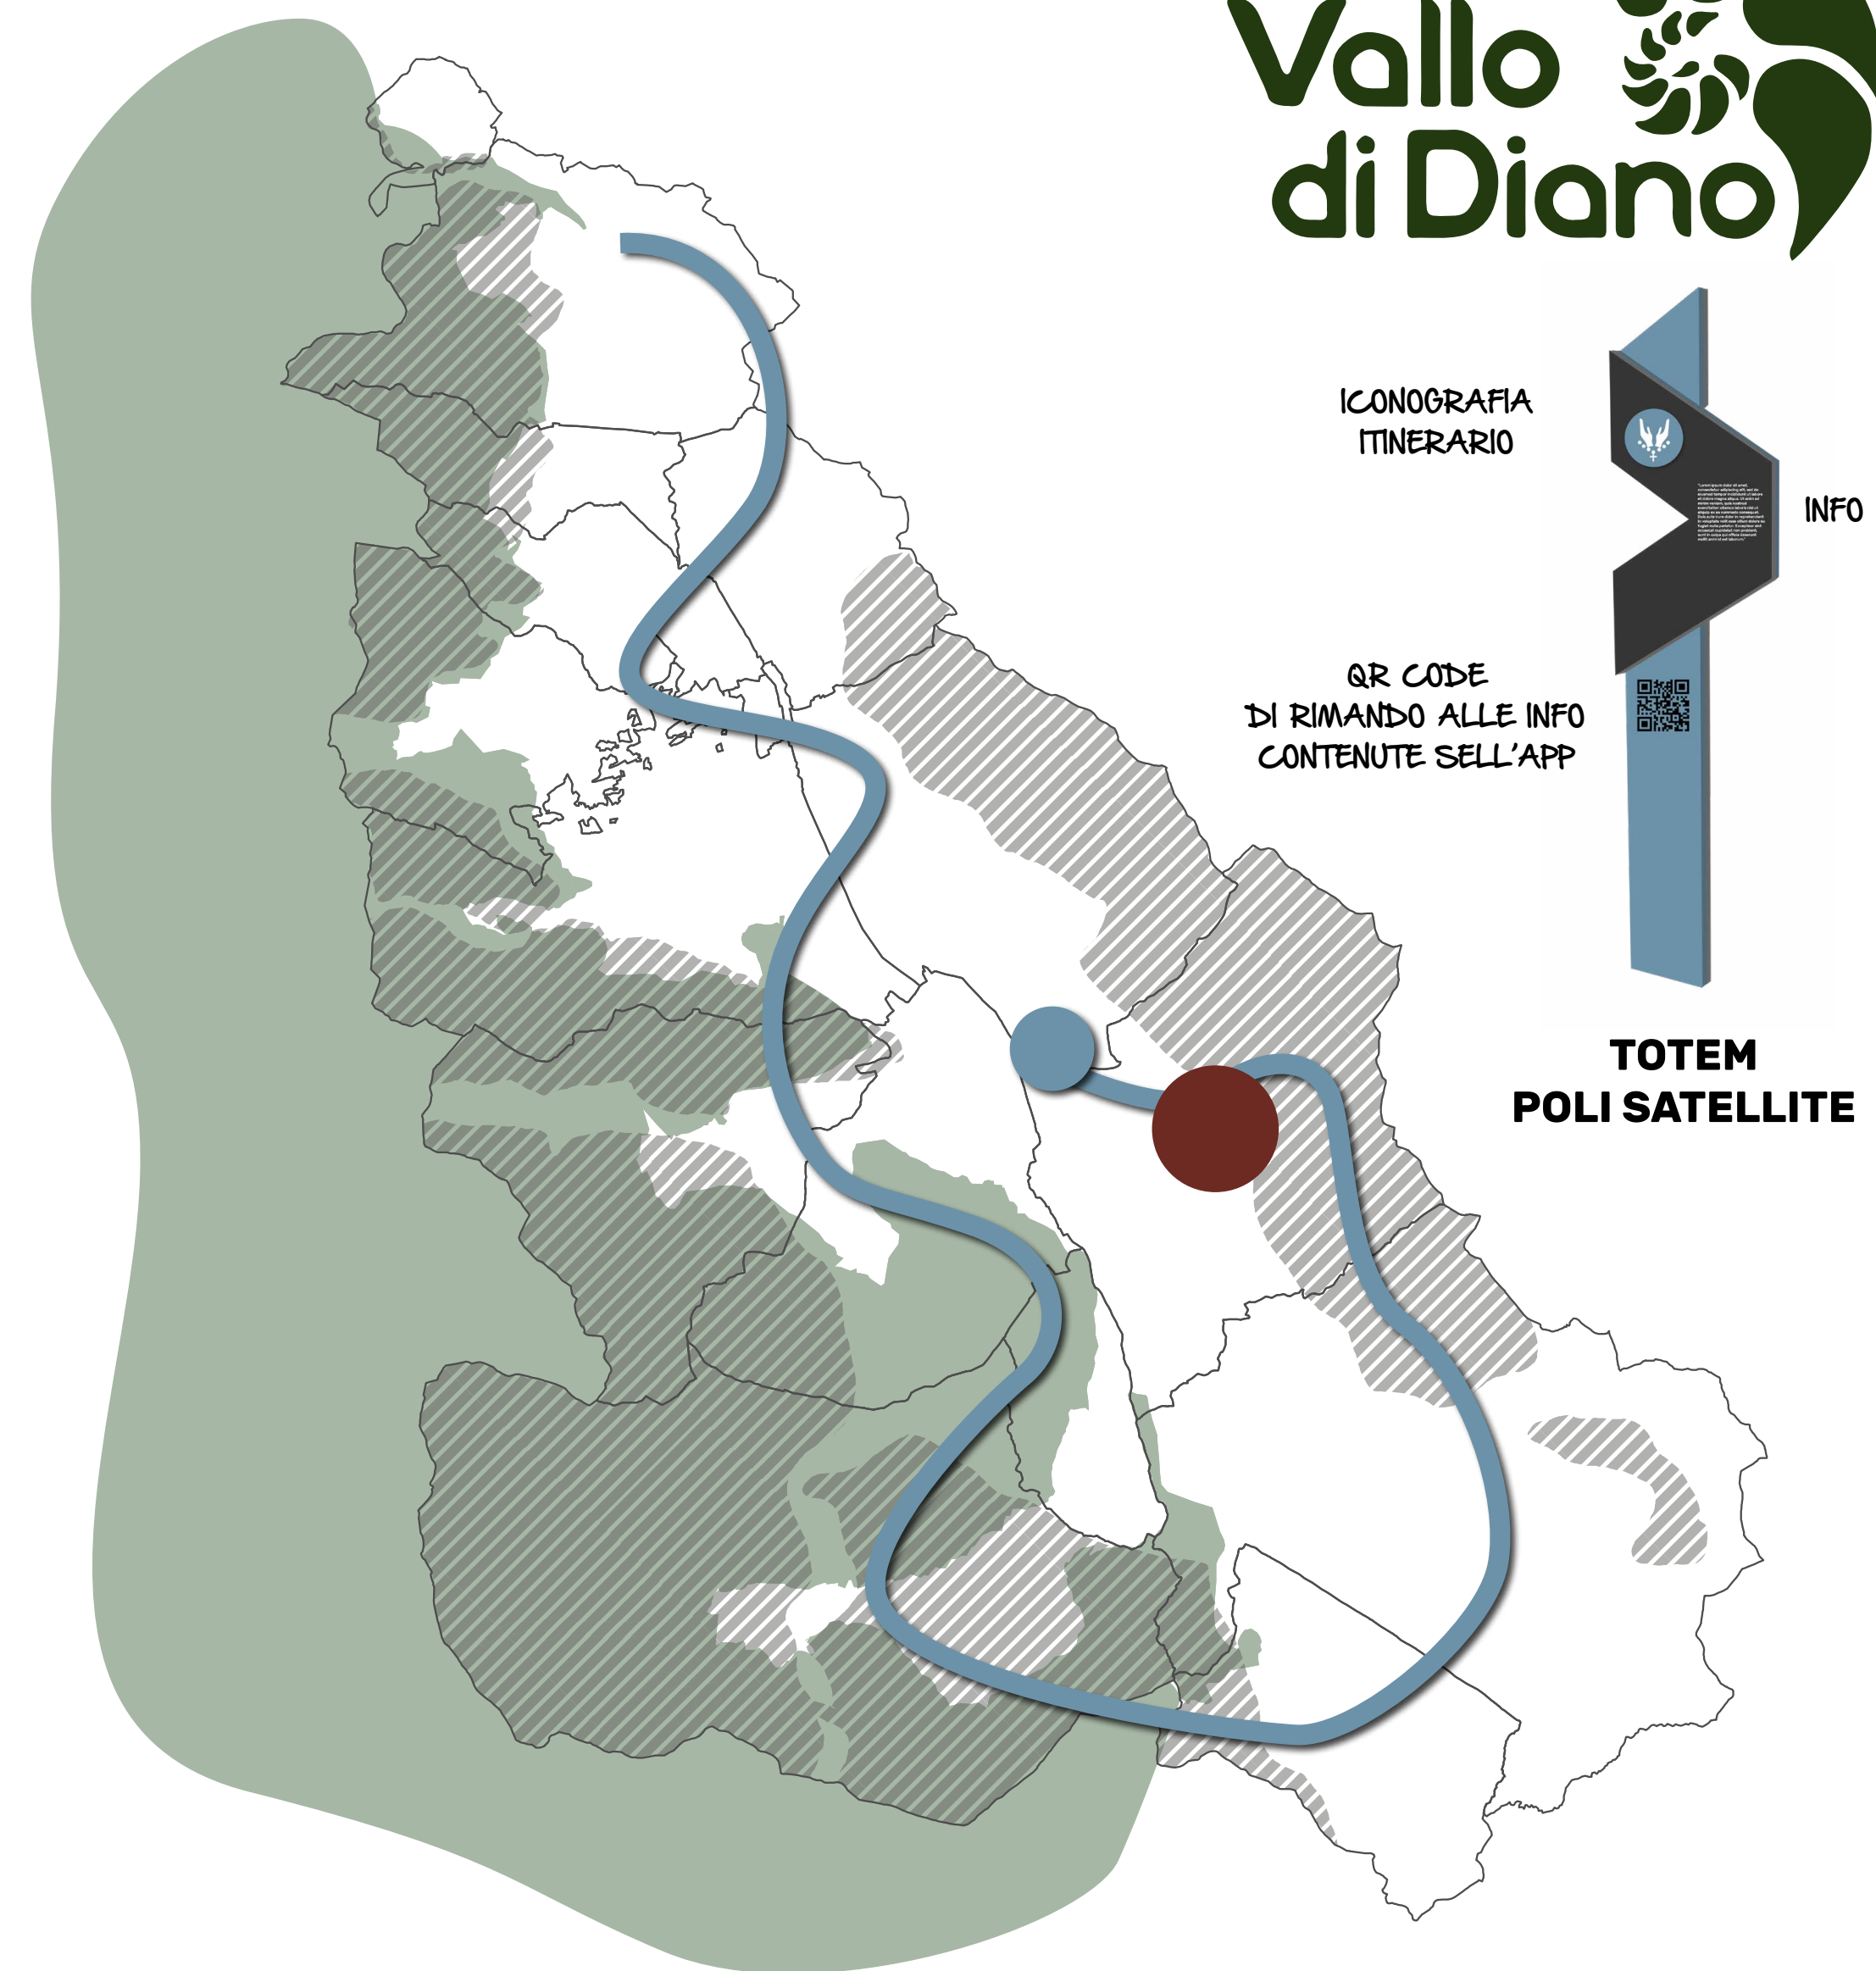 Vallo
di Diano
ICONOGRAFIA
ITINERARIO
INFO
QR CODE
DI RIMANDO ALLE INFO
CONTENUTE SELL'APP
TOTEM
POLI SATELLITE